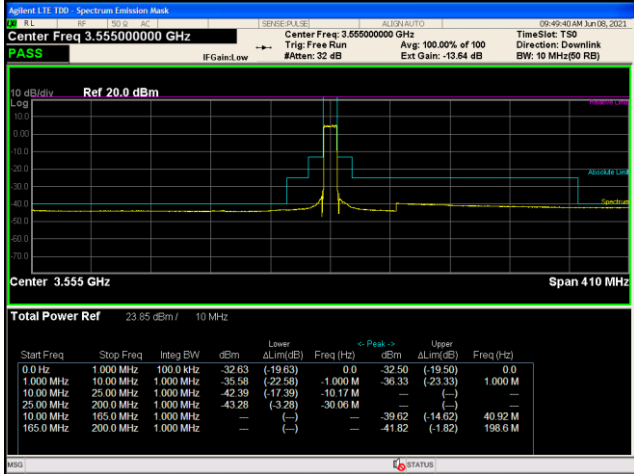 Agilent LTE TDD - Spectrum Emission Mask
R L RF 50 Ω AC SENSE:PULSE ALIGN AUTO 09:49:40 AM Jun 08, 2021
Center Freq 3.555000000 GHz Center Freq: 3.555000000 GHz TimeSlot: TS0
Trig: Free Run Avg: 100.00% of 100 Direction: Downlink
PASS IFGain:Low #Atten: 32 dB Ext Gain: -13.64 dB BW: 10 MHz(50 RB)
10 dB/div Ref 20.0 dBm
Log
Relative Limit
10.0
0.00
-10.0
Absolute Limit
-20.0
-30.0
-40.0
Spectrum
-50.0
-60.0
-70.0
Center 3.555 GHz Span 410 MHz
Total Power Ref 23.85 dBm / 10 MHz
Lower <- Peak -> Upper
Start Freq Stop Freq Integ BW dBm ΔLim(dB) Freq (Hz) dBm ΔLim(dB) Freq (Hz)
0.0 Hz 1.000 MHz 100.0 kHz -32.63 (-19.63) 0.0 -32.50 (-19.50) 0.0
1.000 MHz 10.00 MHz 1.000 MHz -35.58 (-22.58) -1.000 M -36.33 (-23.33) 1.000 M
10.00 MHz 25.00 MHz 1.000 MHz -42.39 (-17.39) -10.17 M --- (---)
25.00 MHz 200.0 MHz 1.000 MHz -43.28 (-3.28) -30.06 M --- (---)
10.00 MHz 165.0 MHz 1.000 MHz --- (---) -39.62 (-14.62) 40.92 M
165.0 MHz 200.0 MHz 1.000 MHz --- (---) -41.82 (-1.82) 198.6 M
MSG STATUS